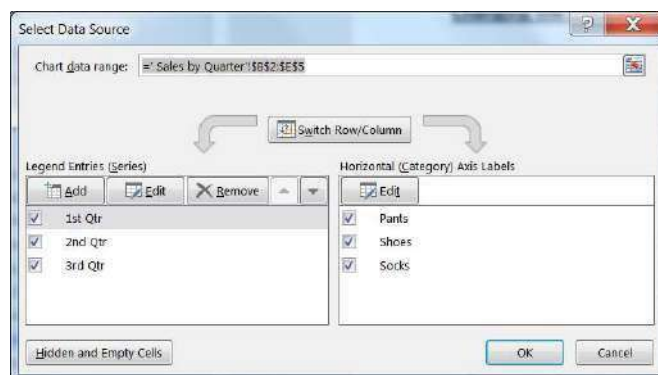 Select Data Source
Chart data range: =' Sales by Quarter'!$B$2:$E$5
Switch Row/Column
Legend Entries (Series)
Horizontal (Category) Axis Labels
Add Edit Remove
Edit
1st Qtr
2nd Qtr
3rd Qtr
Pants
Shoes
Socks
Hidden and Empty Cells
OK Cancel